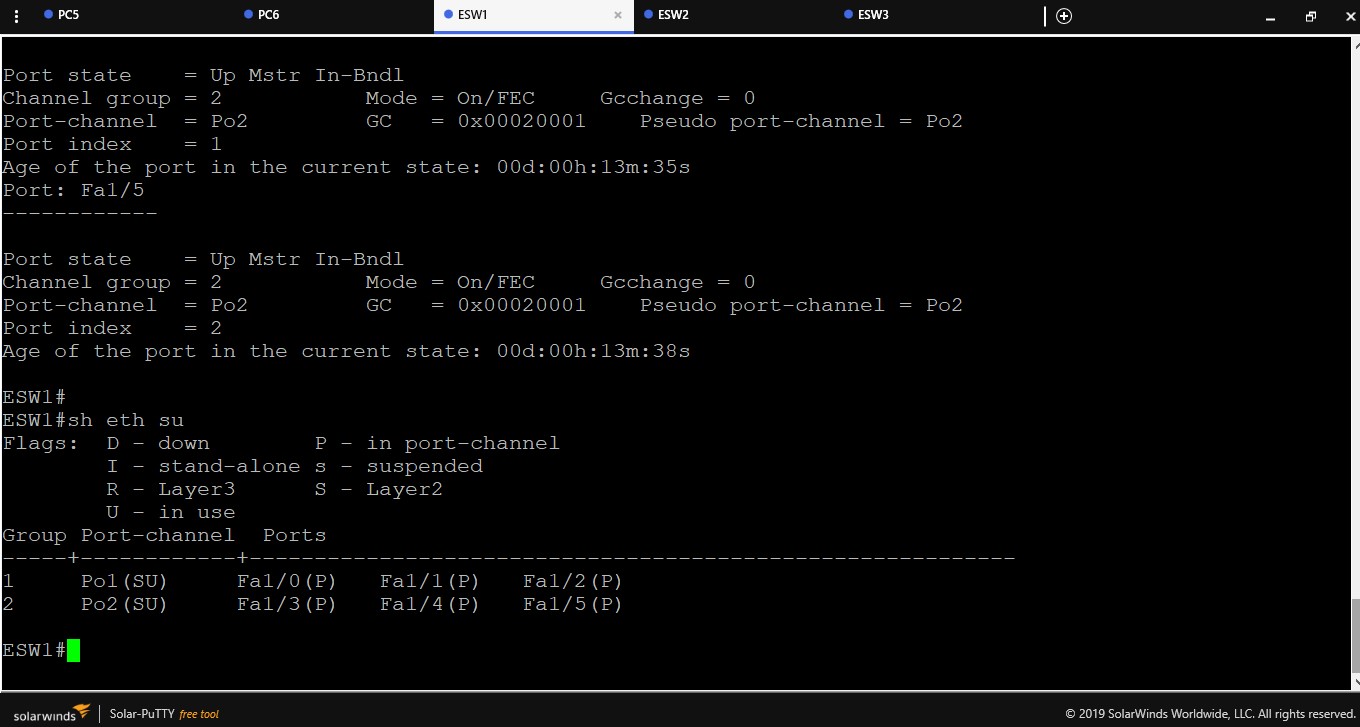 PC5 PC6 ESW1 × ESW2 ESW3
Port state    = Up Mstr In-Bndl
Channel group = 2           Mode = On/FEC     Gcchange = 0
Port-channel  = Po2         GC   = 0x00020001    Pseudo port-channel = Po2
Port index    = 1
Age of the port in the current state: 00d:00h:13m:35s
Port: Fa1/5
------------
Port state    = Up Mstr In-Bndl
Channel group = 2           Mode = On/FEC     Gcchange = 0
Port-channel  = Po2         GC   = 0x00020001    Pseudo port-channel = Po2
Port index    = 2
Age of the port in the current state: 00d:00h:13m:38s
ESW1#
ESW1#sh eth su
Flags:  D - down        P - in port-channel
        I - stand-alone s - suspended
        R - Layer3      S - Layer2
        U - in use
Group Port-channel  Ports
-----+------------+-----------------------------------------------------------
1     Po1(SU)     Fa1/0(P)   Fa1/1(P)   Fa1/2(P)
2     Po2(SU)     Fa1/3(P)   Fa1/4(P)   Fa1/5(P)
ESW1#
solarwinds | Solar-PuTTY free tool © 2019 SolarWinds Worldwide, LLC. All rights reserved.